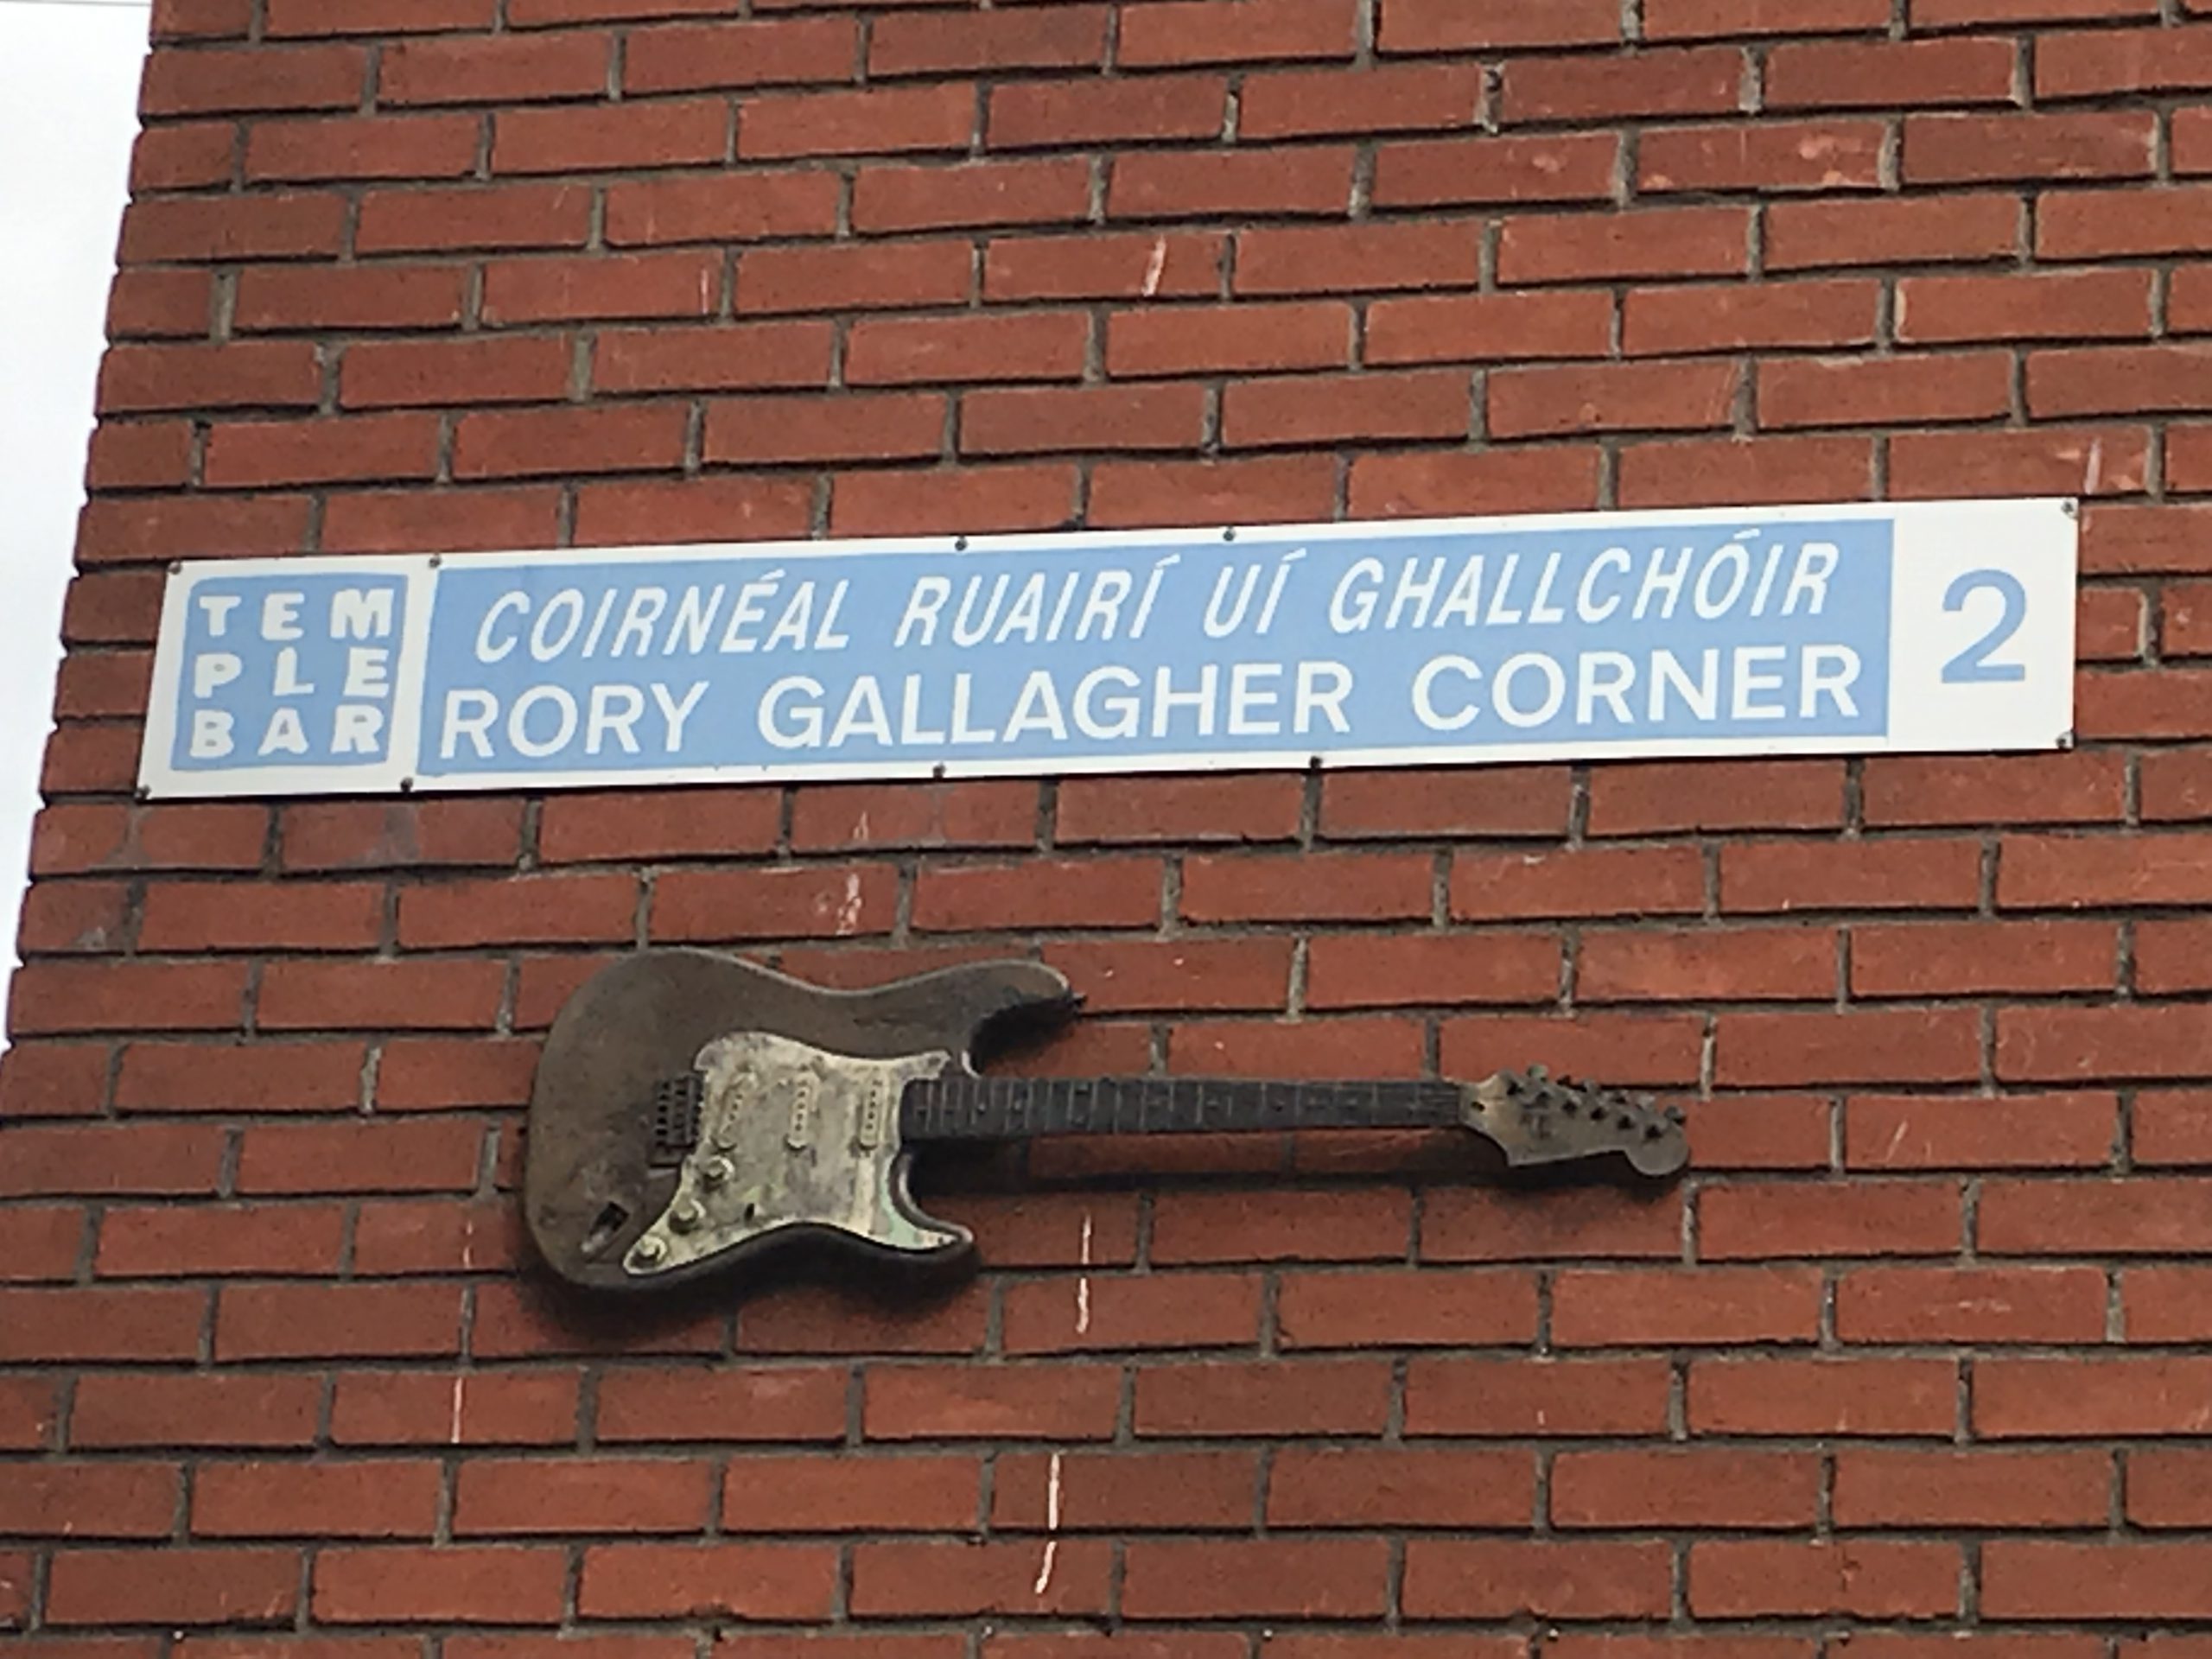 TEM
PLE
BAR
COIRNÉAL RUAIRÍ UÍ GHALLCHÓIR
RORY GALLAGHER CORNER
2